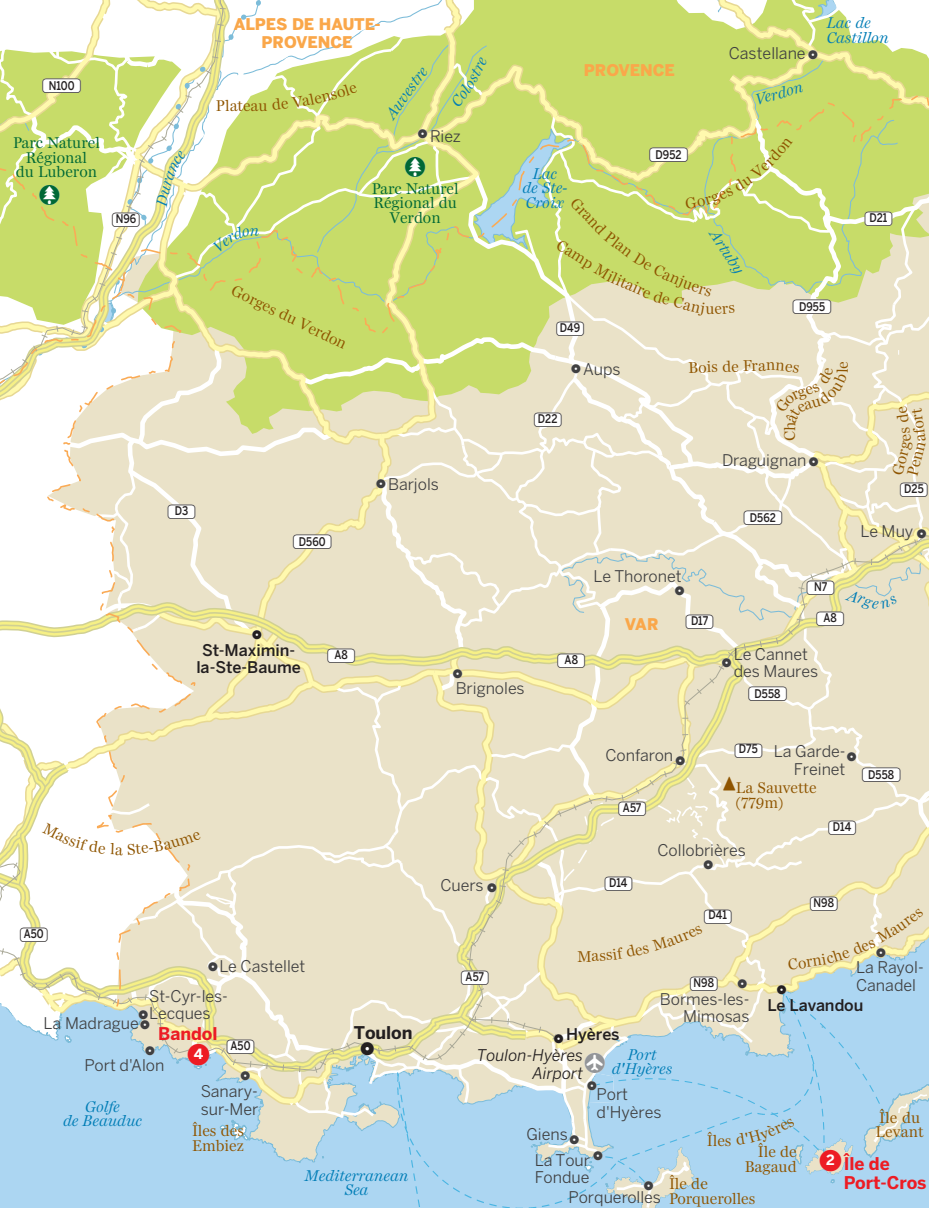 ALPES DE HAUTE-
PROVENCE
Lac de
Castillon
Castellane
PROVENCE
N100
Auvestre
Colostre
Verdon
Plateau de Valensole
Riez
Parc Naturel
Régional
du Luberon
D952
Durance
Parc Naturel
Régional du
Verdon
Lac
de Ste-
Croix
Gorges du Verdon
N96
D21
Verdon
Grand Plan De Canjuers
Artuby
Camp Militaire de Canjuers
Gorges du Verdon
D955
D49
Aups
Bois de Frannes
Gorges de
Châteaudouble
Gorges de
Pennafort
D22
Draguignan
Barjols
D25
D3
D562
D560
Le Muy
Le Thoronet
N7
Argens
VAR
D17
A8
St-Maximin-
la-Ste-Baume
A8
A8
Le Cannet
des Maures
Brignoles
D558
Confaron
D75
La Garde-
Freinet
D558
La Sauvette
(779m)
A57
D14
Massif de la Ste-Baume
Collobrières
Cuers
D14
N98
D41
A50
Massif des Maures
Corniche des Maures
Le Castellet
A57
La Rayol-
Canadel
N98
Bormes-les-
Mimosas
Le Lavandou
St-Cyr-les-
Lecques
La Madrague
Bandol
4
A50
Toulon
Hyères
Toulon-Hyères
Airport
Port
d'Hyères
Port d'Alon
Sanary-
sur-Mer
Port
d'Hyères
Golfe
de Beauduc
Îles des
Embiez
Giens
Îles d'Hyères
Île du
Levant
Île de
Bagaud
2
Île de
Port-Cros
La Tour
Fondue
Mediterranean
Sea
Porquerolles
Île de
Porquerolles